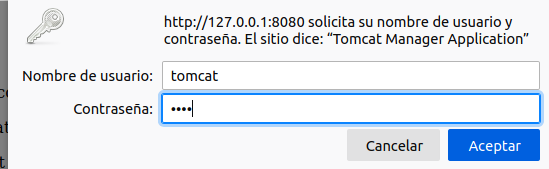 http://127.0.0.1:8080 solicita su nombre de usuario y
contraseña. El sitio dice: “Tomcat Manager Application”
Nombre de usuario: tomcat
Contraseña: ••••
Cancelar Aceptar